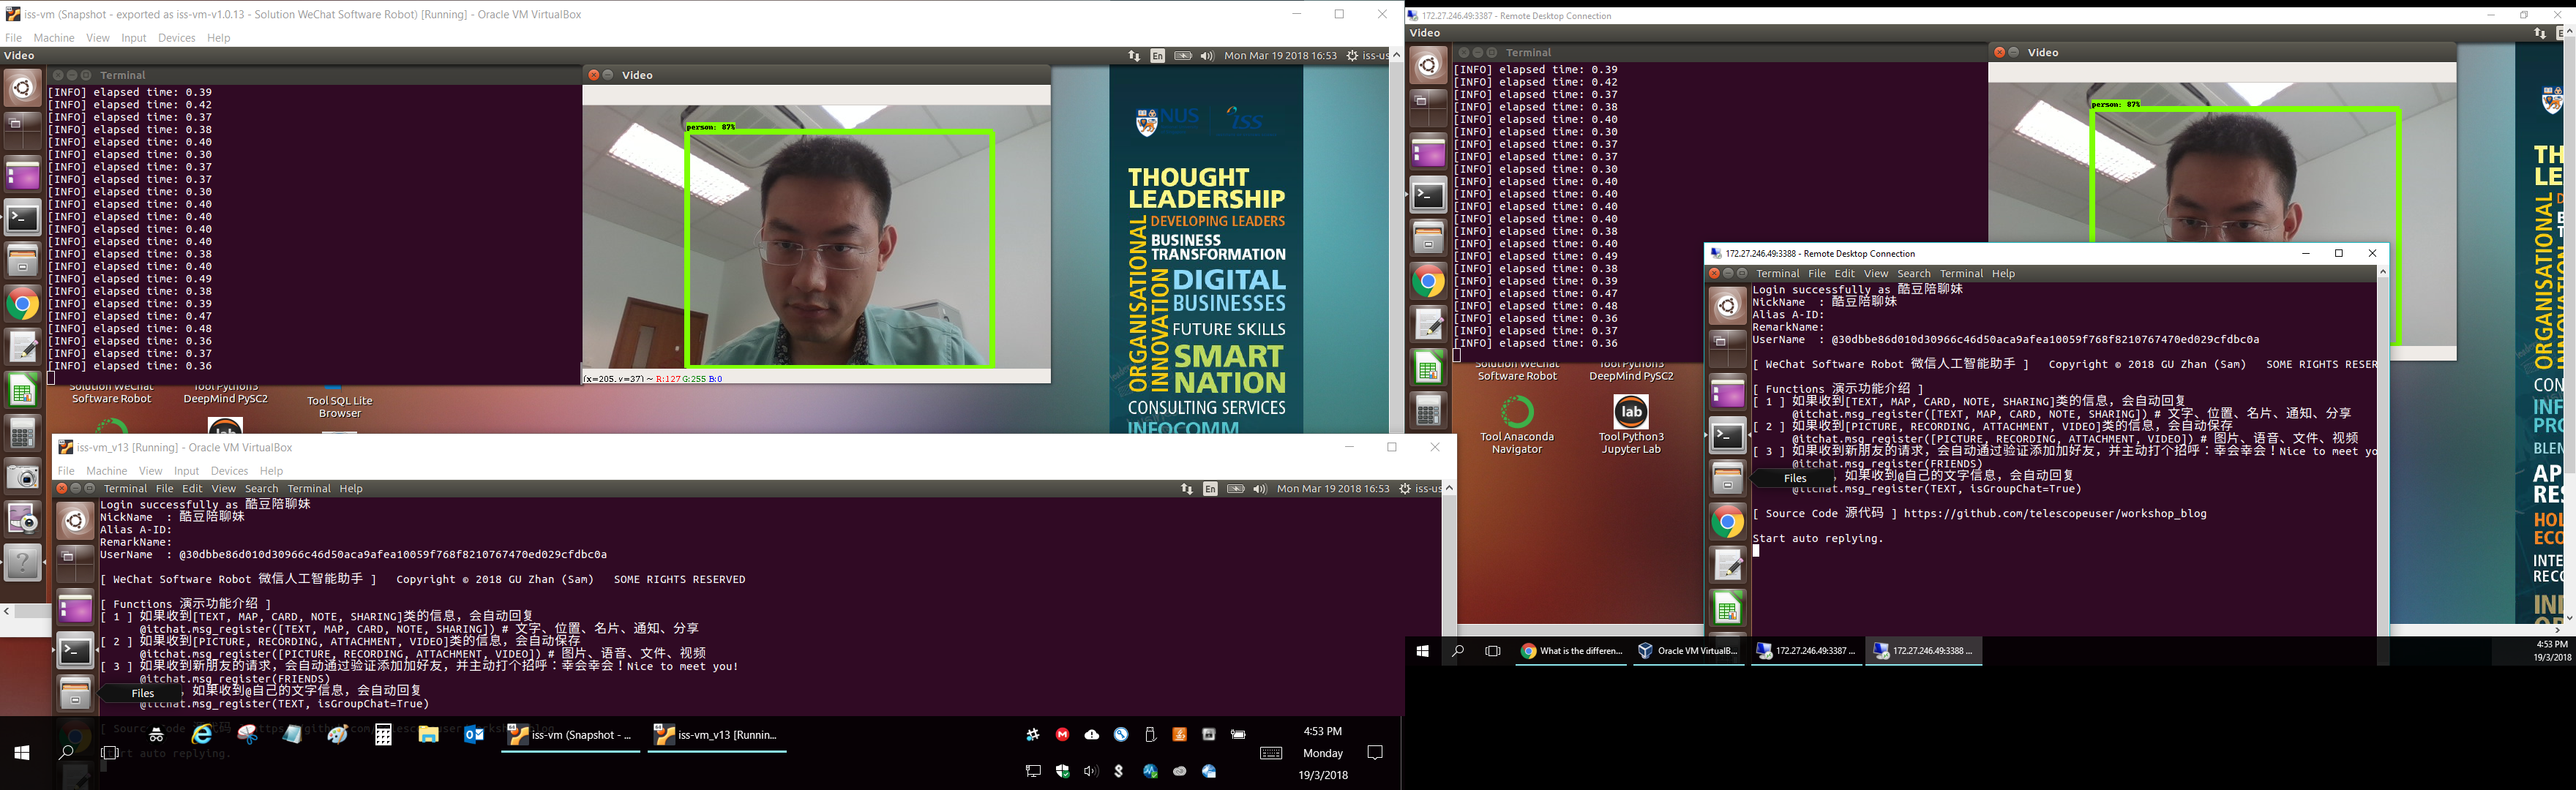 iss-vm (Snapshot - exported as iss-vm-v1.0.13 - Solution WeChat Software Robot) [Running] - Oracle VM VirtualBox
File Machine View Input Devices Help
Video
En Mon Mar 19 2018 16:53 iss-us
Terminal
[INFO] elapsed time: 0.39
[INFO] elapsed time: 0.42
[INFO] elapsed time: 0.37
[INFO] elapsed time: 0.38
[INFO] elapsed time: 0.40
[INFO] elapsed time: 0.30
[INFO] elapsed time: 0.37
[INFO] elapsed time: 0.37
[INFO] elapsed time: 0.30
[INFO] elapsed time: 0.40
[INFO] elapsed time: 0.40
[INFO] elapsed time: 0.40
[INFO] elapsed time: 0.40
[INFO] elapsed time: 0.38
[INFO] elapsed time: 0.40
[INFO] elapsed time: 0.49
[INFO] elapsed time: 0.38
[INFO] elapsed time: 0.39
[INFO] elapsed time: 0.47
[INFO] elapsed time: 0.48
[INFO] elapsed time: 0.36
[INFO] elapsed time: 0.37
[INFO] elapsed time: 0.36
Video
person: 87%
(x=205, y=37) ~ R:127 G:255 B:0
NUS ISS
THOUGHT
LEADERSHIP
DEVELOPING LEADERS
BUSINESS
TRANSFORMATION
ORGANISATIONAL
INNOVATION
DIGITAL
BUSINESSES
FUTURE SKILLS
SMART
NATION
CONSULTING SERVICES
INFOCOMM
Solution WeChat
Software Robot
Tool Python3
DeepMind PySC2
Tool SQL Lite
Browser
lab
iss-vm_v13 [Running] - Oracle VM VirtualBox
File Machine View Input Devices Help
Terminal File Edit View Search Terminal Help
En Mon Mar 19 2018 16:53 iss-us
Login successfully as 酷豆陪聊妹
NickName : 酷豆陪聊妹
Alias A-ID:
RemarkName:
UserName : @30dbbe86d010d30966c46d50aca9afea10059f768f8210767470ed029cfdbc0a
[ WeChat Software Robot 微信人工智能助手 ] Copyright © 2018 GU Zhan (Sam) SOME RIGHTS RESERVED
[ Functions 演示功能介绍 ]
[ 1 ] 如果收到[TEXT, MAP, CARD, NOTE, SHARING]类的信息，会自动回复
@itchat.msg_register([TEXT, MAP, CARD, NOTE, SHARING]) # 文字、位置、名片、通知、分享
[ 2 ] 如果收到[PICTURE, RECORDING, ATTACHMENT, VIDEO]类的信息，会自动保存
@itchat.msg_register([PICTURE, RECORDING, ATTACHMENT, VIDEO]) # 图片、语音、文件、视频
[ 3 ] 如果收到新朋友的请求，会自动通过验证添加加好友，并主动打个招呼：幸会幸会！Nice to meet you!
@itchat.msg_register(FRIENDS)
Files
，如果收到@自己的文字信息，会自动回复
@itchat.msg_register(TEXT, isGroupChat=True)
iss-vm (Snapshot - ...
iss-vm_v13 [Runnin...
4:53 PM
Monday
19/3/2018
172.27.246.49:3387 - Remote Desktop Connection
Video
Terminal
[INFO] elapsed time: 0.39
[INFO] elapsed time: 0.42
[INFO] elapsed time: 0.37
[INFO] elapsed time: 0.38
[INFO] elapsed time: 0.40
[INFO] elapsed time: 0.30
[INFO] elapsed time: 0.37
[INFO] elapsed time: 0.37
[INFO] elapsed time: 0.30
[INFO] elapsed time: 0.40
[INFO] elapsed time: 0.40
[INFO] elapsed time: 0.40
[INFO] elapsed time: 0.40
[INFO] elapsed time: 0.38
[INFO] elapsed time: 0.40
[INFO] elapsed time: 0.49
[INFO] elapsed time: 0.38
[INFO] elapsed time: 0.39
[INFO] elapsed time: 0.47
[INFO] elapsed time: 0.48
[INFO] elapsed time: 0.36
[INFO] elapsed time: 0.37
[INFO] elapsed time: 0.36
Video
person: 87%
Solution WeChat
Software Robot
Tool Python3
DeepMind PySC2
lab
Tool Anaconda
Navigator
Tool Python3
Jupyter Lab
172.27.246.49:3388 - Remote Desktop Connection
Terminal File Edit View Search Terminal Help
Login successfully as 酷豆陪聊妹
NickName : 酷豆陪聊妹
Alias A-ID:
RemarkName:
UserName : @30dbbe86d010d30966c46d50aca9afea10059f768f8210767470ed029cfdbc0a
[ WeChat Software Robot 微信人工智能助手 ] Copyright © 2018 GU Zhan (Sam) SOME RIGHTS RESER
[ Functions 演示功能介绍 ]
[ 1 ] 如果收到[TEXT, MAP, CARD, NOTE, SHARING]类的信息，会自动回复
@itchat.msg_register([TEXT, MAP, CARD, NOTE, SHARING]) # 文字、位置、名片、通知、分享
[ 2 ] 如果收到[PICTURE, RECORDING, ATTACHMENT, VIDEO]类的信息，会自动保存
@itchat.msg_register([PICTURE, RECORDING, ATTACHMENT, VIDEO]) # 图片、语音、文件、视频
[ 3 ] 如果收到新朋友的请求，会自动通过验证添加加好友，并主动打个招呼：幸会幸会！Nice to meet yo
@itchat.msg_register(FRIENDS)
Files
，如果收到@自己的文字信息，会自动回复
@itchat.msg_register(TEXT, isGroupChat=True)
[ Source Code 源代码 ] https://github.com/telescopeuser/workshop_blog
Start auto replying.
What is the differen...
Oracle VM VirtualB...
172.27.246.49:3387 ...
172.27.246.49:3388 ...
4:53 PM
19/3/2018